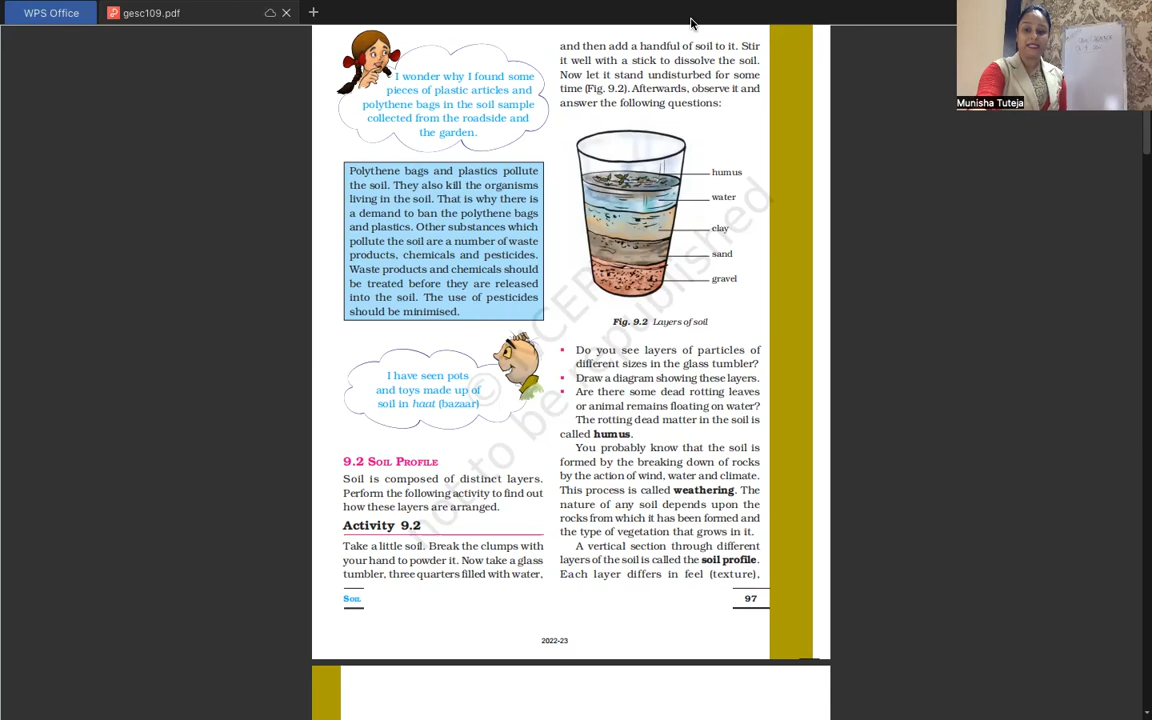 WPS Office
gesc109.pdf
Munisha Tuteja
I wonder why I found some
pieces of plastic articles and
polythene bags in the soil sample
collected from the roadside and
the garden.
Polythene bags and plastics pollute
the soil. They also kill the organisms
living in the soil. That is why there is
a demand to ban the polythene bags
and plastics. Other substances which
pollute the soil are a number of waste
products, chemicals and pesticides.
Waste products and chemicals should
be treated before they are released
into the soil. The use of pesticides
should be minimised.
I have seen pots
and toys made up of
soil in haat (bazaar)
9.2 SOIL PROFILE
Soil is composed of distinct layers.
Perform the following activity to find out
how these layers are arranged.
Activity 9.2
Take a little soil. Break the clumps with
your hand to powder it. Now take a glass
tumbler, three quarters filled with water,
and then add a handful of soil to it. Stir
it well with a stick to dissolve the soil.
Now let it stand undisturbed for some
time (Fig. 9.2). Afterwards, observe it and
answer the following questions:
humus
water
clay
sand
gravel
Fig. 9.2 Layers of soil
▪ Do you see layers of particles of
different sizes in the glass tumbler?
▪ Draw a diagram showing these layers.
▪ Are there some dead rotting leaves
or animal remains floating on water?
The rotting dead matter in the soil is
called humus.
You probably know that the soil is
formed by the breaking down of rocks
by the action of wind, water and climate.
This process is called weathering. The
nature of any soil depends upon the
rocks from which it has been formed and
the type of vegetation that grows in it.
A vertical section through different
layers of the soil is called the soil profile.
Each layer differs in feel (texture),
not to be republished
SOIL
97
2022-23